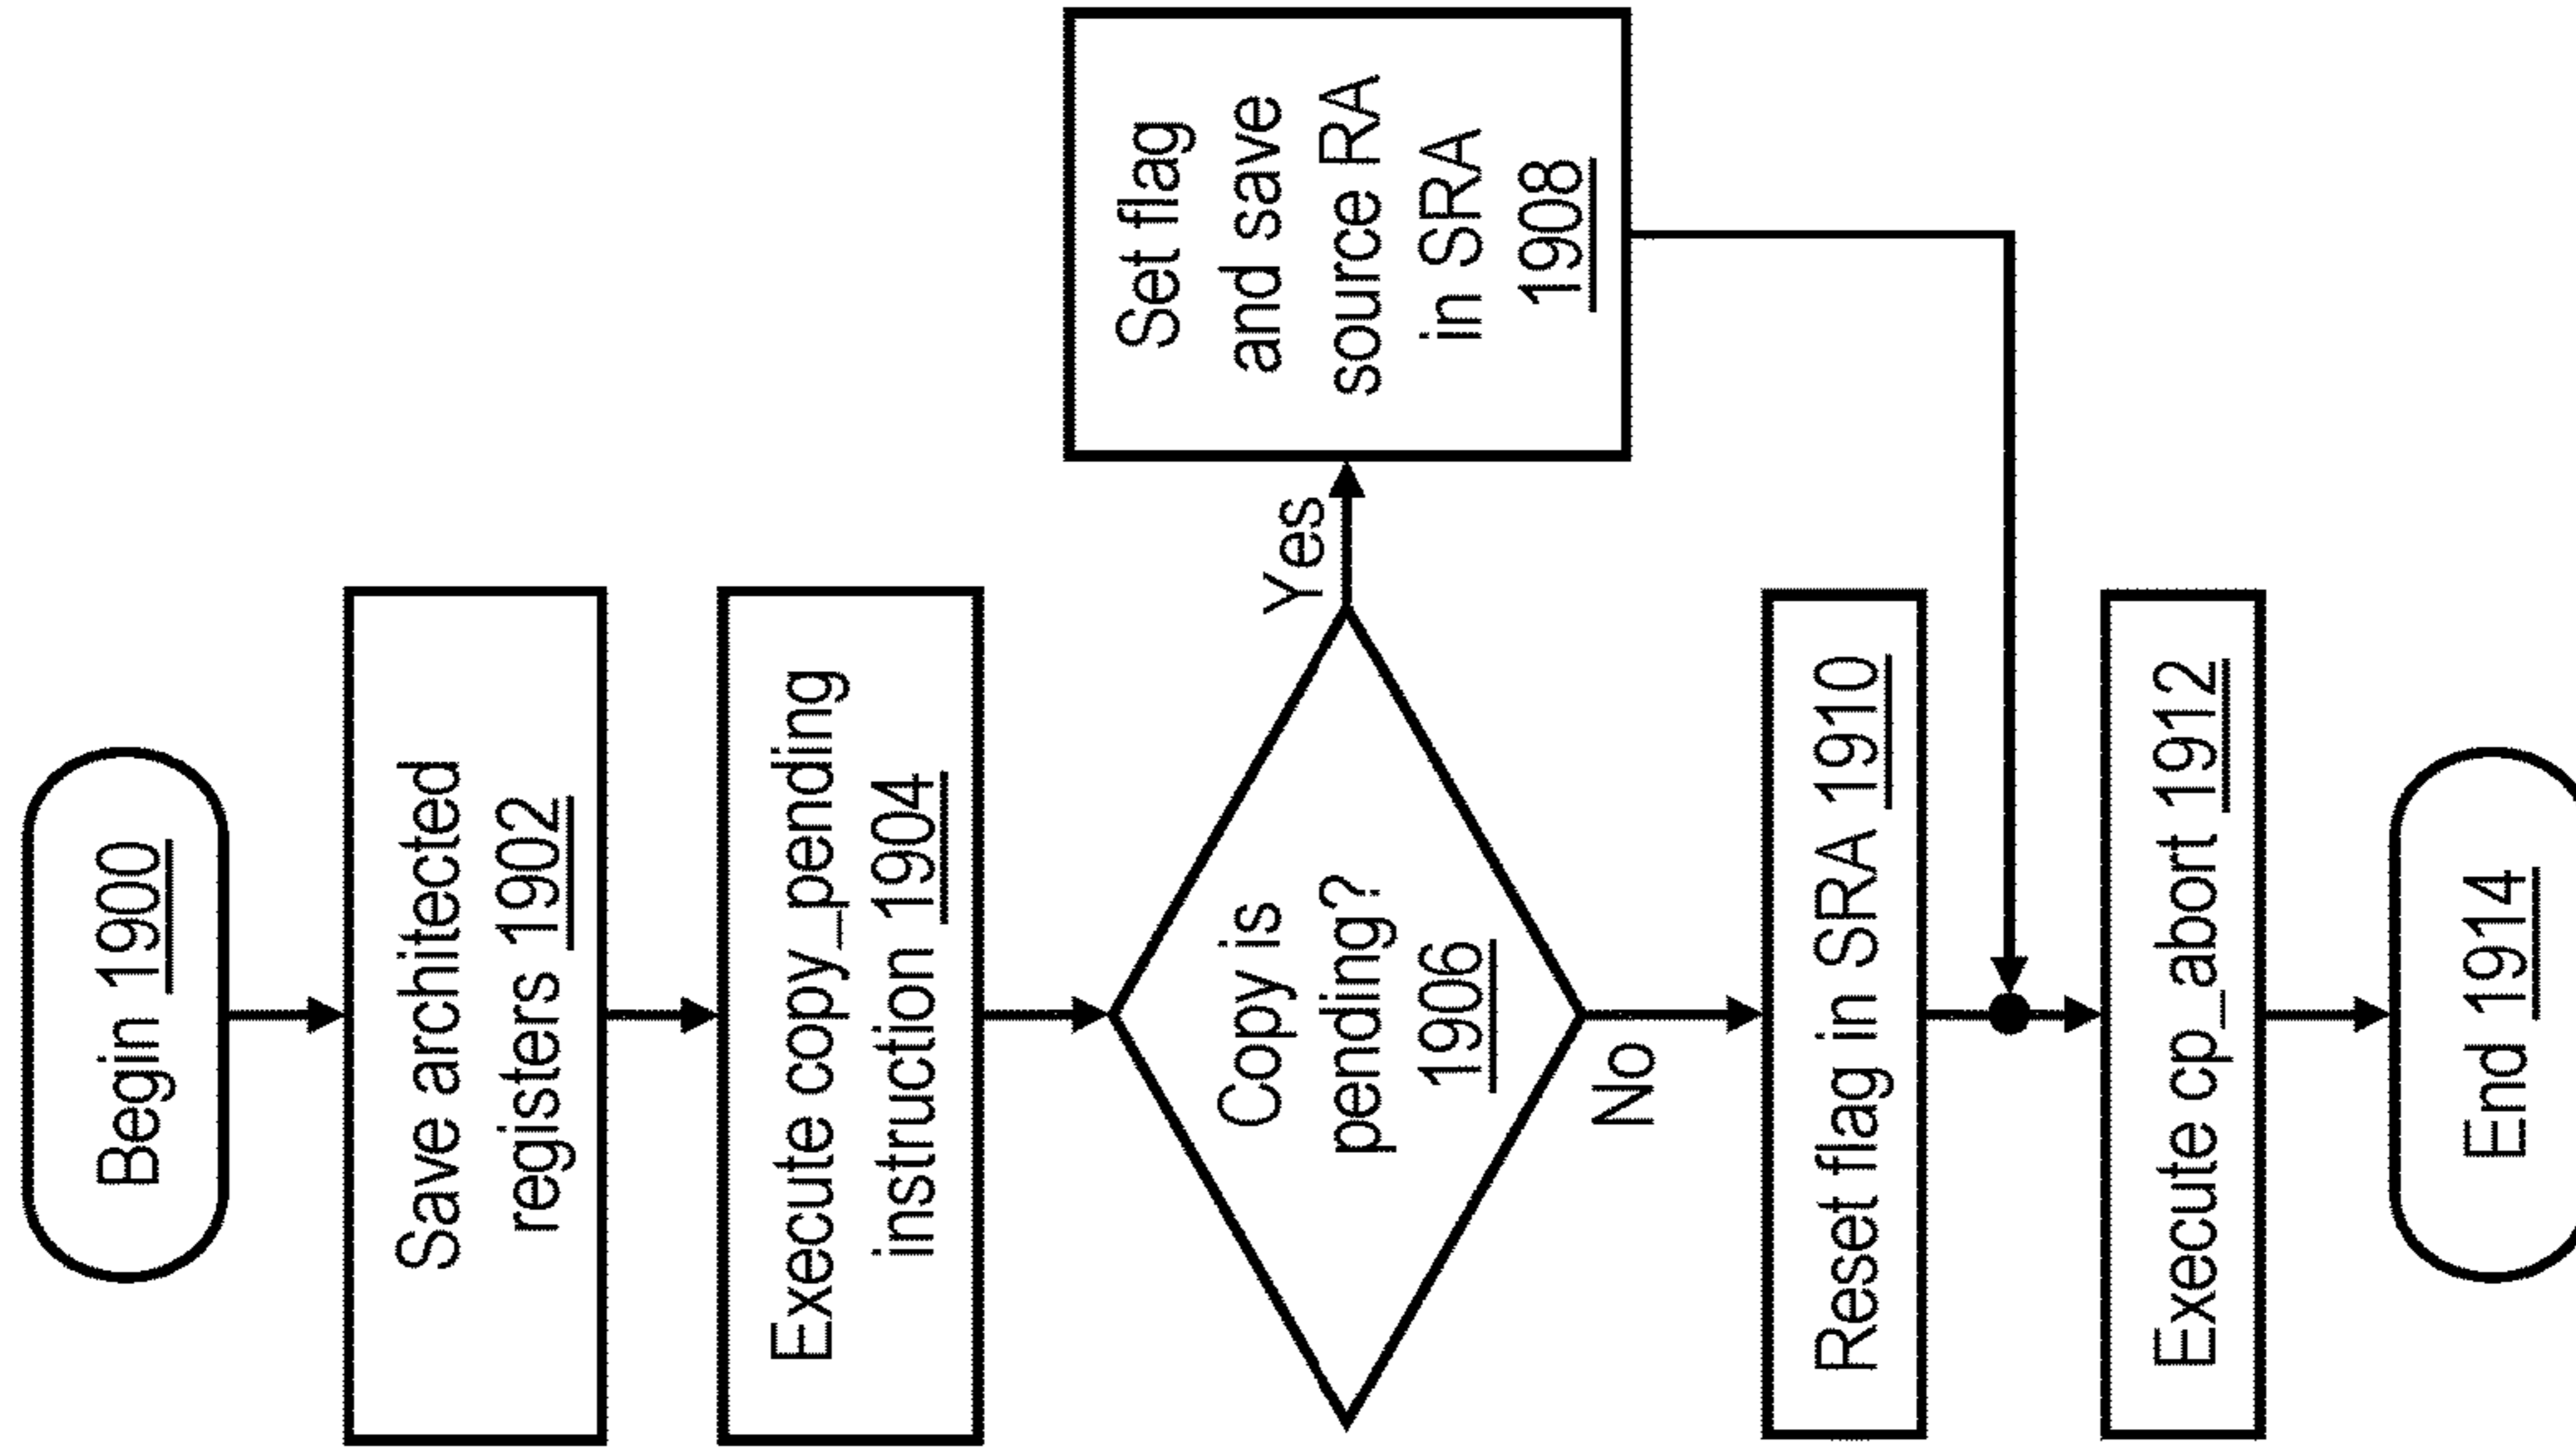 Begin 1900
Save architected
registers 1902
Execute copy_pending
instruction 1904
Copy is
pending?
1906
Yes
Set flag
and save
source RA
in SRA
1908
No
Reset flag in SRA 1910
Execute cp_abort 1912
End 1914